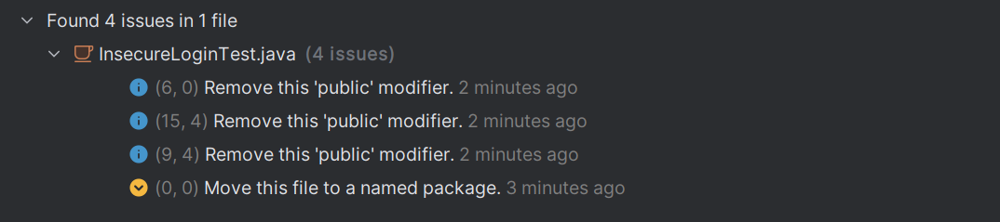 Found 4 issues in 1 file
InsecureLoginTest.java (4 issues)
(6, 0) Remove this 'public' modifier. 2 minutes ago
(15, 4) Remove this 'public' modifier. 2 minutes ago
(9, 4) Remove this 'public' modifier. 2 minutes ago
(0, 0) Move this file to a named package. 3 minutes ago